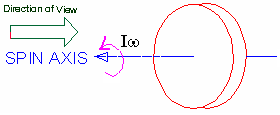 Direction of View
Iω
SPIN AXIS